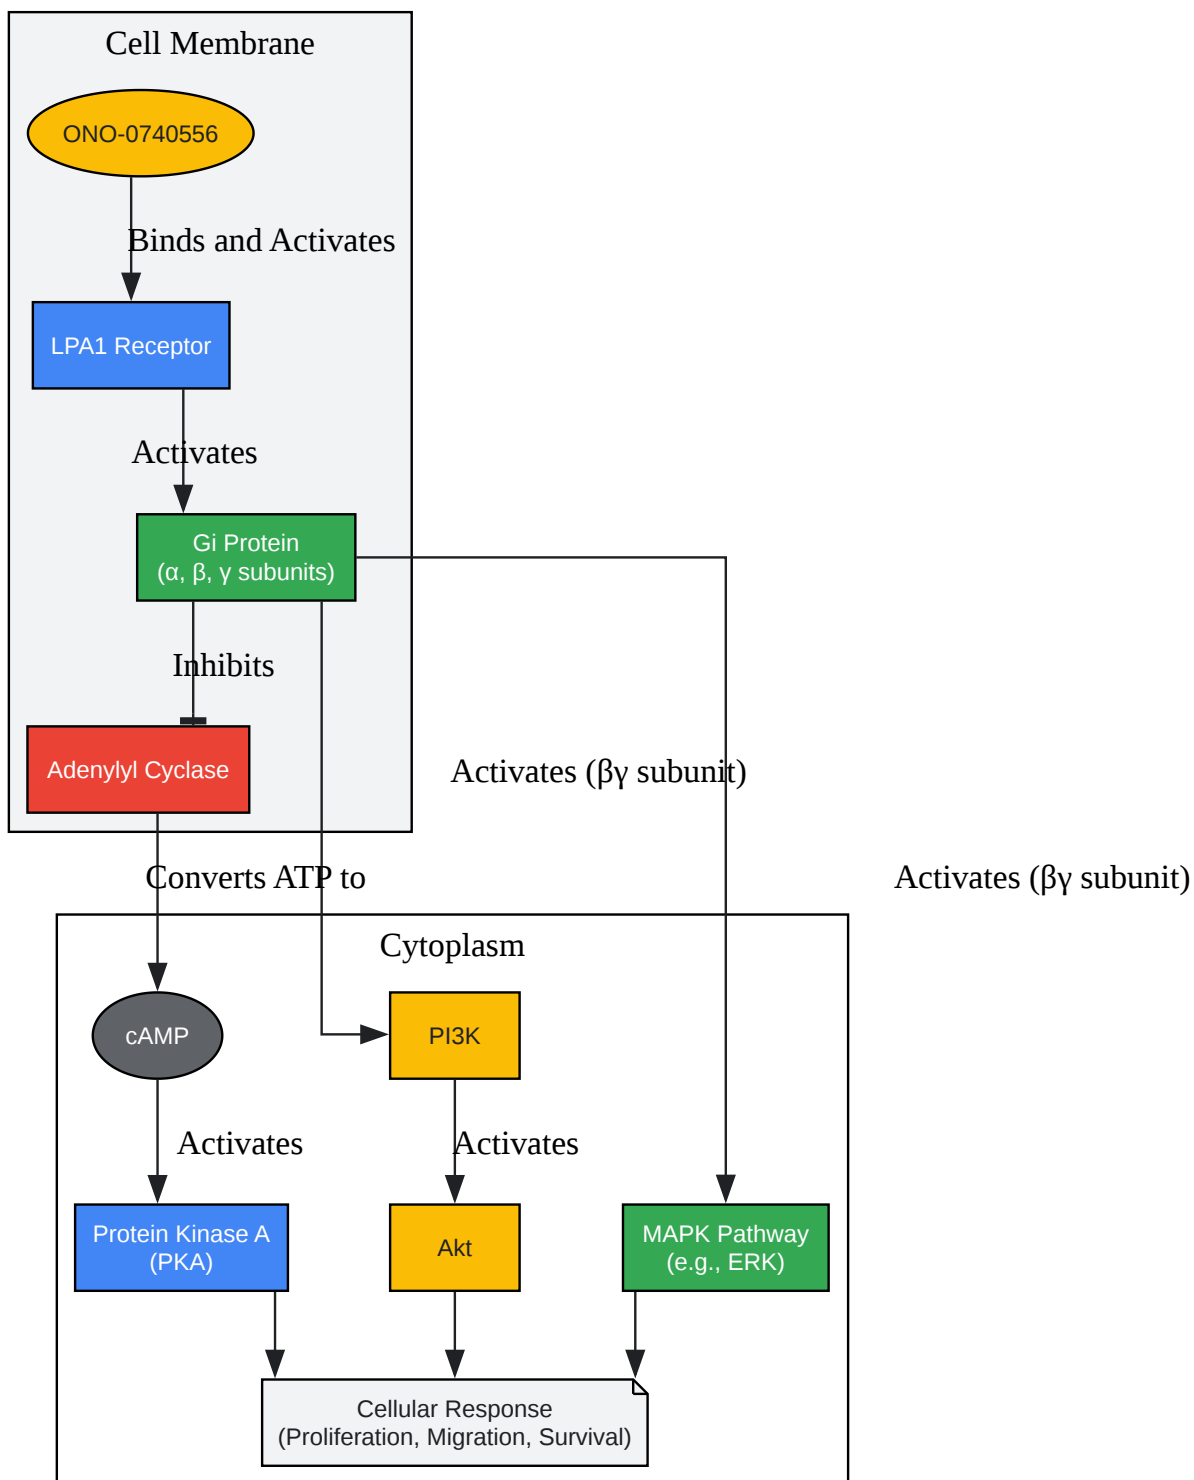 Cell Membrane
ONO-0740556
Binds and Activates
LPA1 Receptor
Activates
Gi Protein
(α, β, γ subunits)
Inhibits
Adenylyl Cyclase
Activates (βγ subunit)
Converts ATP to
Activates (βγ subunit)
Cytoplasm
cAMP
PI3K
Activates
Activates
Protein Kinase A
(PKA)
Akt
MAPK Pathway
(e.g., ERK)
Cellular Response
(Proliferation, Migration, Survival)